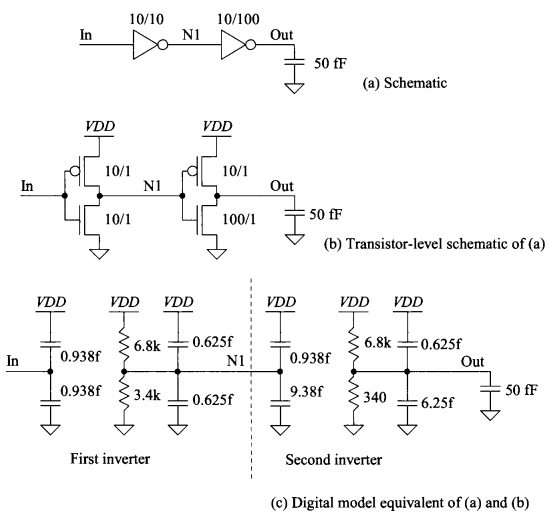 10/10 10/100
In N1 Out
50 fF
(a) Schematic
VDD VDD
10/1 10/1
In N1 Out
10/1 100/1 50 fF
(b) Transistor-level schematic of (a)
VDD VDD VDD VDD VDD VDD
0.938f 6.8k 0.625f 0.938f 6.8k 0.625f
In N1 Out
0.938f 3.4k 0.625f 9.38f 340 6.25f 50 fF
First inverter Second inverter
(c) Digital model equivalent of (a) and (b)